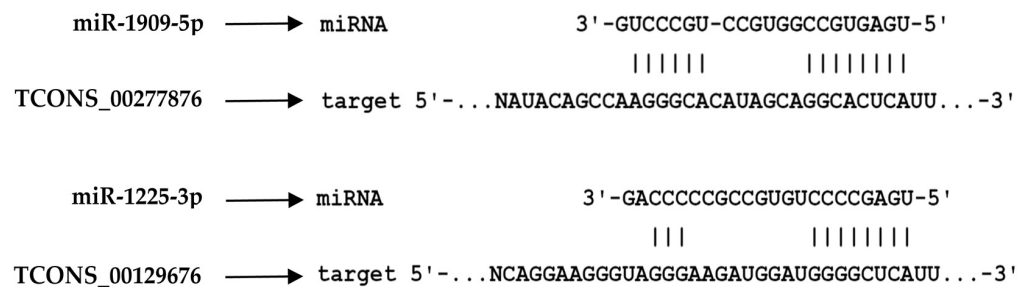 miR-1909-5p miRNA 3'-GUCCCGU-CCGUGGCCGUGAGU-5'
|||||| ||||||||
TCONS_00277876 target 5'-...NAUACAGCCAAGGGCACAUAGCAGGCACUCAUU...-3'
miR-1225-3p miRNA 3'-GACCCCCGCCGUGUCCCCGAGU-5'
||| ||||||||
TCONS_00129676 target 5'-...NCAGGAAGGGUAGGGAAGAUGGAUGGGGCUCAUU...-3'